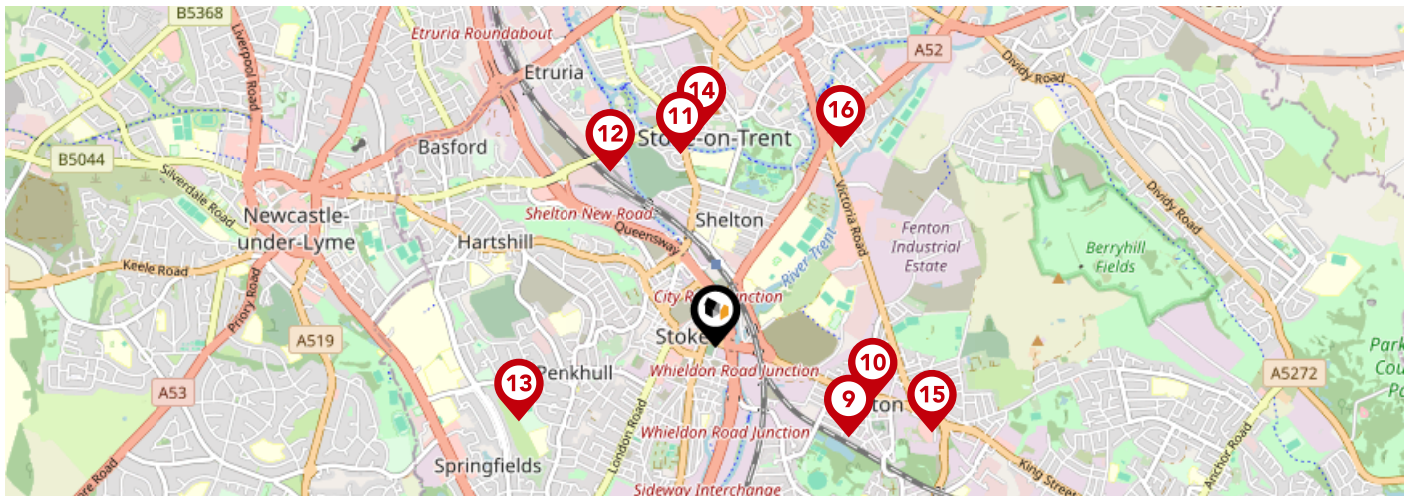 B5368
Etruria Roundabout
Liverpool Road
A52
Dividy Road
Etruria
14
11
16
12
Stoke-on-Trent
Basford
B5044
Silverdale Road
Victoria Road
Dividy Road
Newcastle-
under-Lyme
Shelton New Road
Shelton
Queensway
Fenton
Industrial
Estate
Hartshill
River Trent
Berryhill
Fields
Keele Road
Priory Road
Stoke
A519
Whieldon Road Junction
Penkhull
13
10
9
15
A53
A5272
London Road
Whieldon Road Junction
Springfields
Anchor Road
King Street
Sideway Interchange